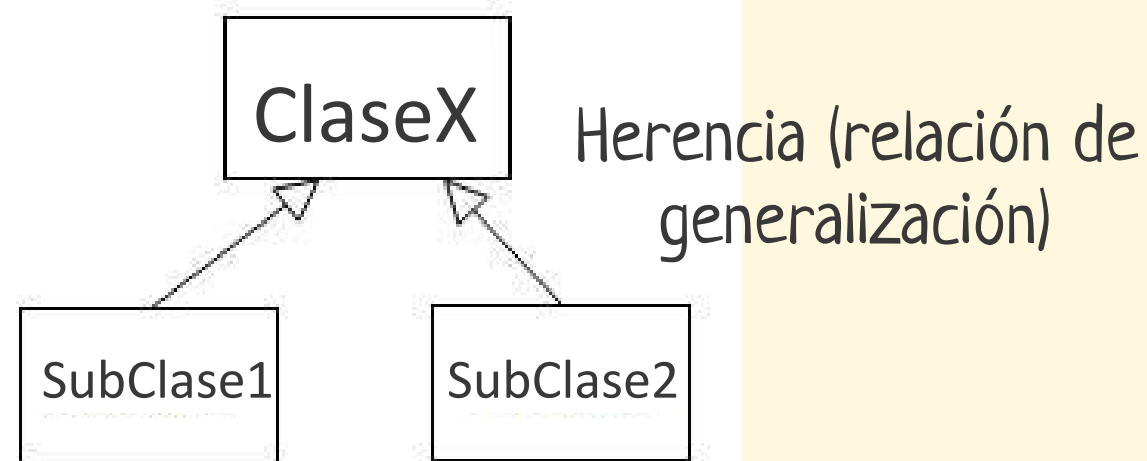 ClaseX
Herencia (relación de
generalización)
SubClase1
SubClase2